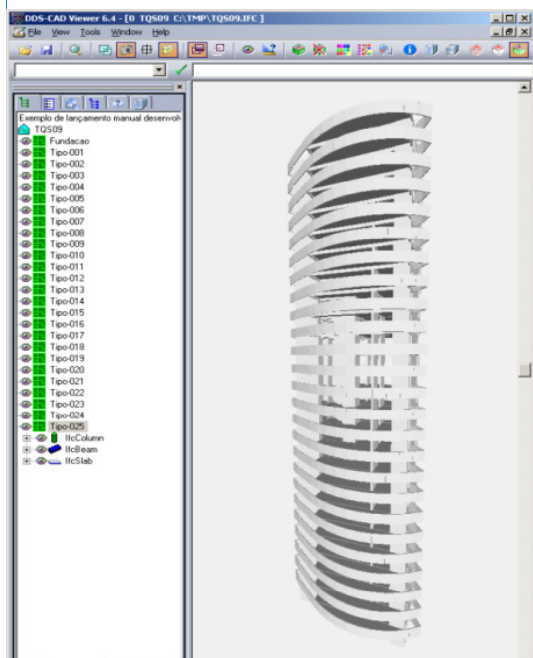 DDS-CAD Viewer 6.4 - [0 TQS09 C:\TMP\TQS09.IFC ]
File View Tools Window Help
Exemplo de lançamento manual desenvolv
TQS09
Fundacao
Tipo-001
Tipo-002
Tipo-003
Tipo-004
Tipo-005
Tipo-006
Tipo-007
Tipo-008
Tipo-009
Tipo-010
Tipo-011
Tipo-012
Tipo-013
Tipo-014
Tipo-015
Tipo-016
Tipo-017
Tipo-018
Tipo-019
Tipo-020
Tipo-021
Tipo-022
Tipo-023
Tipo-024
Tipo-025
IfcColumn
IfcBeam
IfcSlab